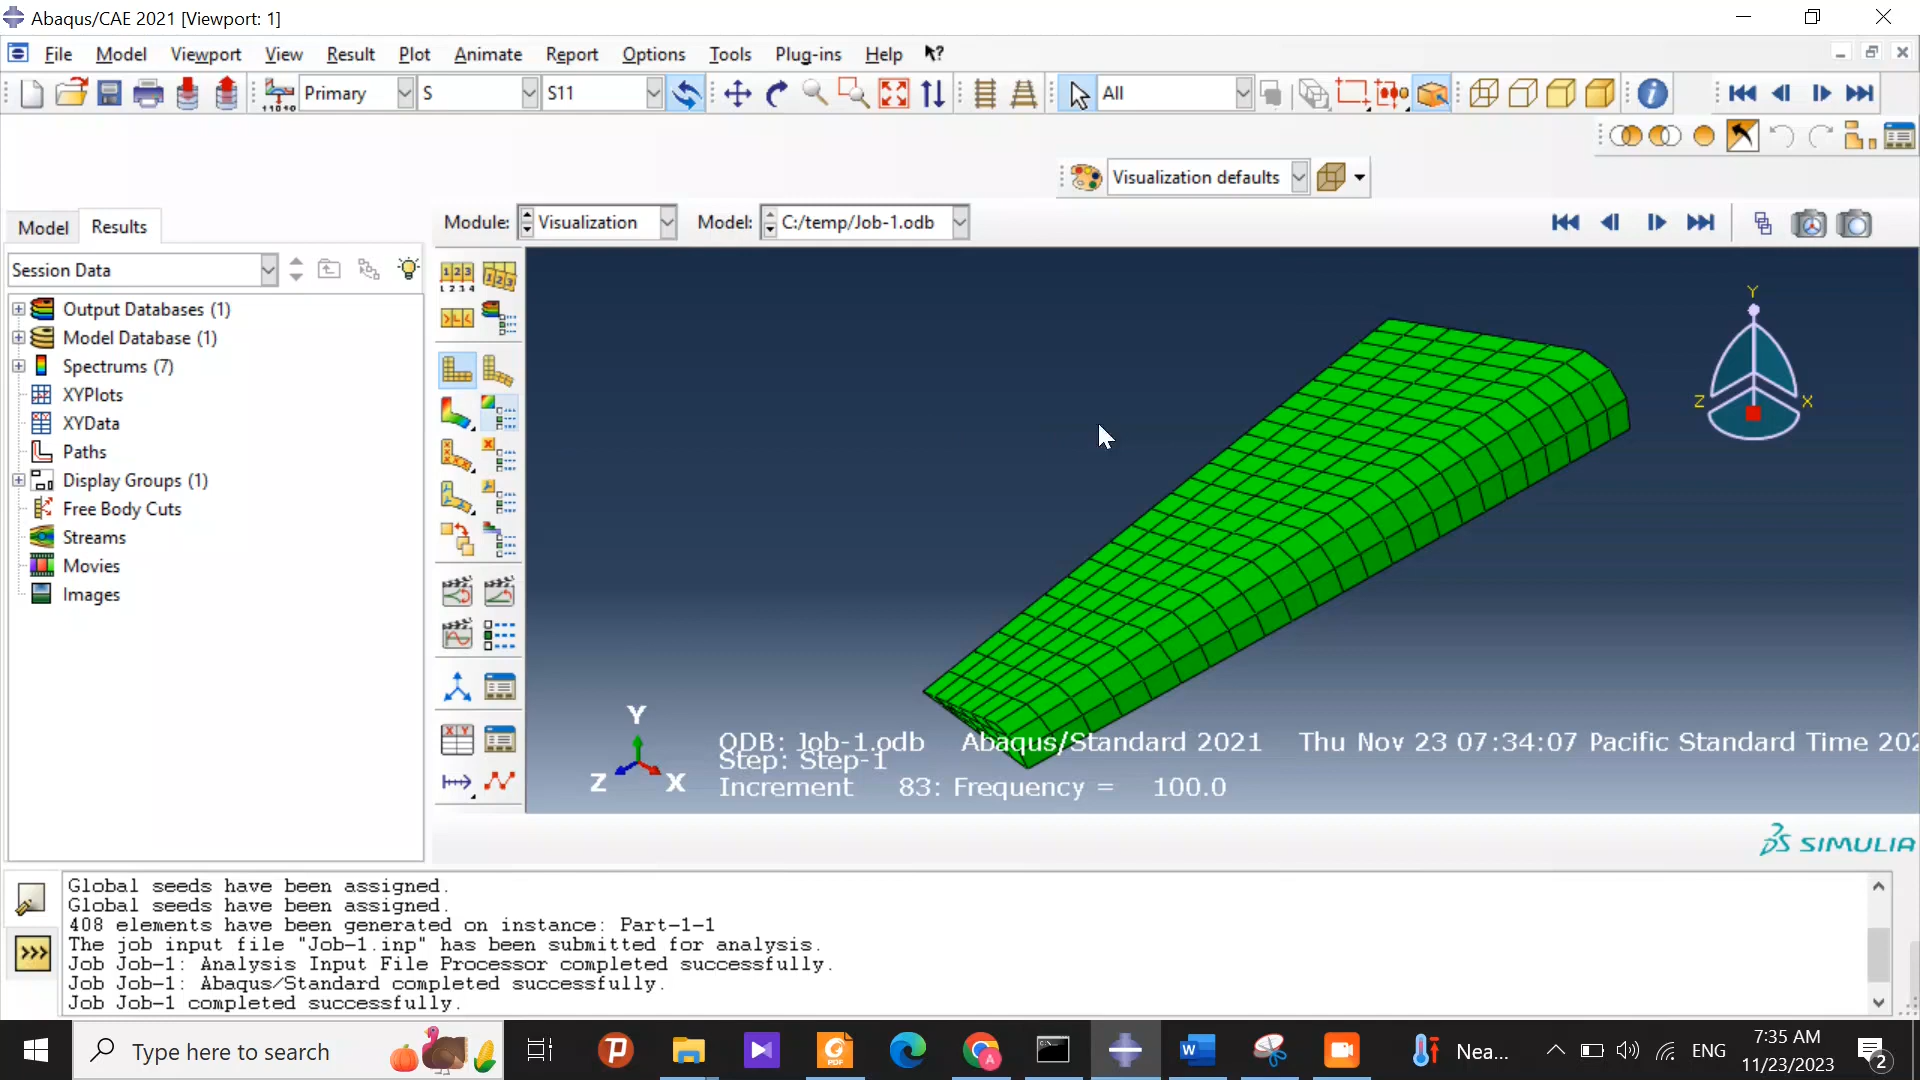 Abaqus/CAE 2021 [Viewport: 1]
File Model Viewport View Result Plot Animate Report Options Tools Plug-ins Help
Primary S S11 All
Visualization defaults
Model Results Module: Visualization Model: C:/temp/Job-1.odb
Session Data
Output Databases (1)
Model Database (1)
Spectrums (7)
XYPlots
XYData
Paths
Display Groups (1)
Free Body Cuts
Streams
Movies
Images
Y
Z X
Y
Z X
ODB: Job-1.odb Abaqus/Standard 2021 Thu Nov 23 07:34:07 Pacific Standard Time 202
Step: Step-1
Increment 83: Frequency = 100.0
SIMULIA
Global seeds have been assigned.
Global seeds have been assigned.
408 elements have been generated on instance: Part-1-1
The job input file "Job-1.inp" has been submitted for analysis.
Job Job-1: Analysis Input File Processor completed successfully.
Job Job-1: Abaqus/Standard completed successfully.
Job Job-1 completed successfully.
Type here to search
Nea...
ENG
7:35 AM
11/23/2023
2